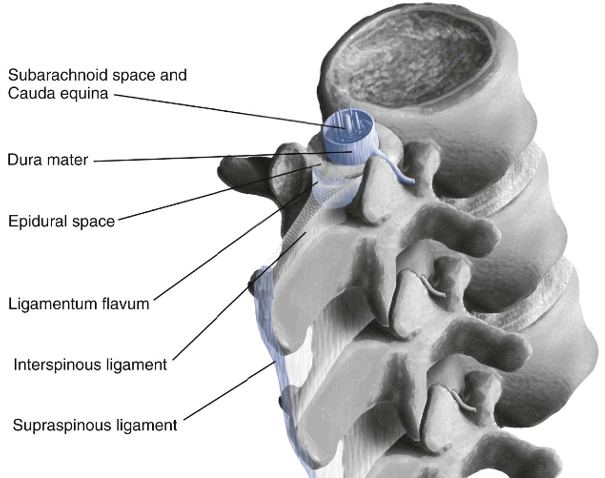 Subarachnoid space and
Cauda equina
Dura mater
Epidural space
Ligamentum flavum
Interspinous ligament
Supraspinous ligament